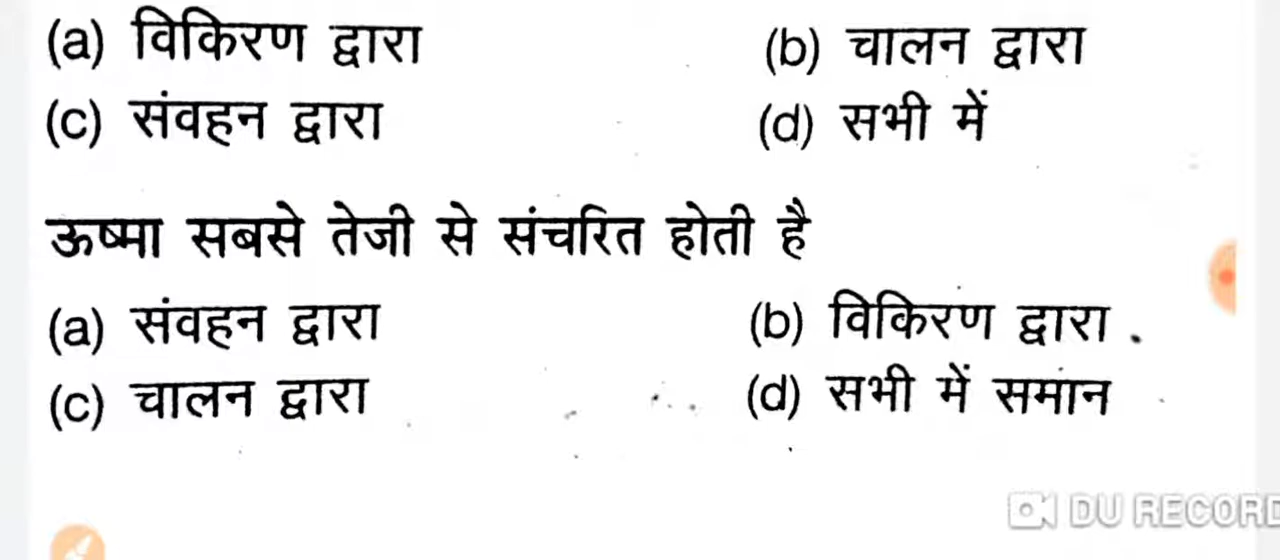 (a) विकिरण द्वारा (b) चालन द्वारा
(c) संवहन द्वारा (d) सभी में
ऊष्मा सबसे तेजी से संचरित होती है
(a) संवहन द्वारा (b) विकिरण द्वारा
(c) चालन द्वारा (d) सभी में समान
DU RECORD